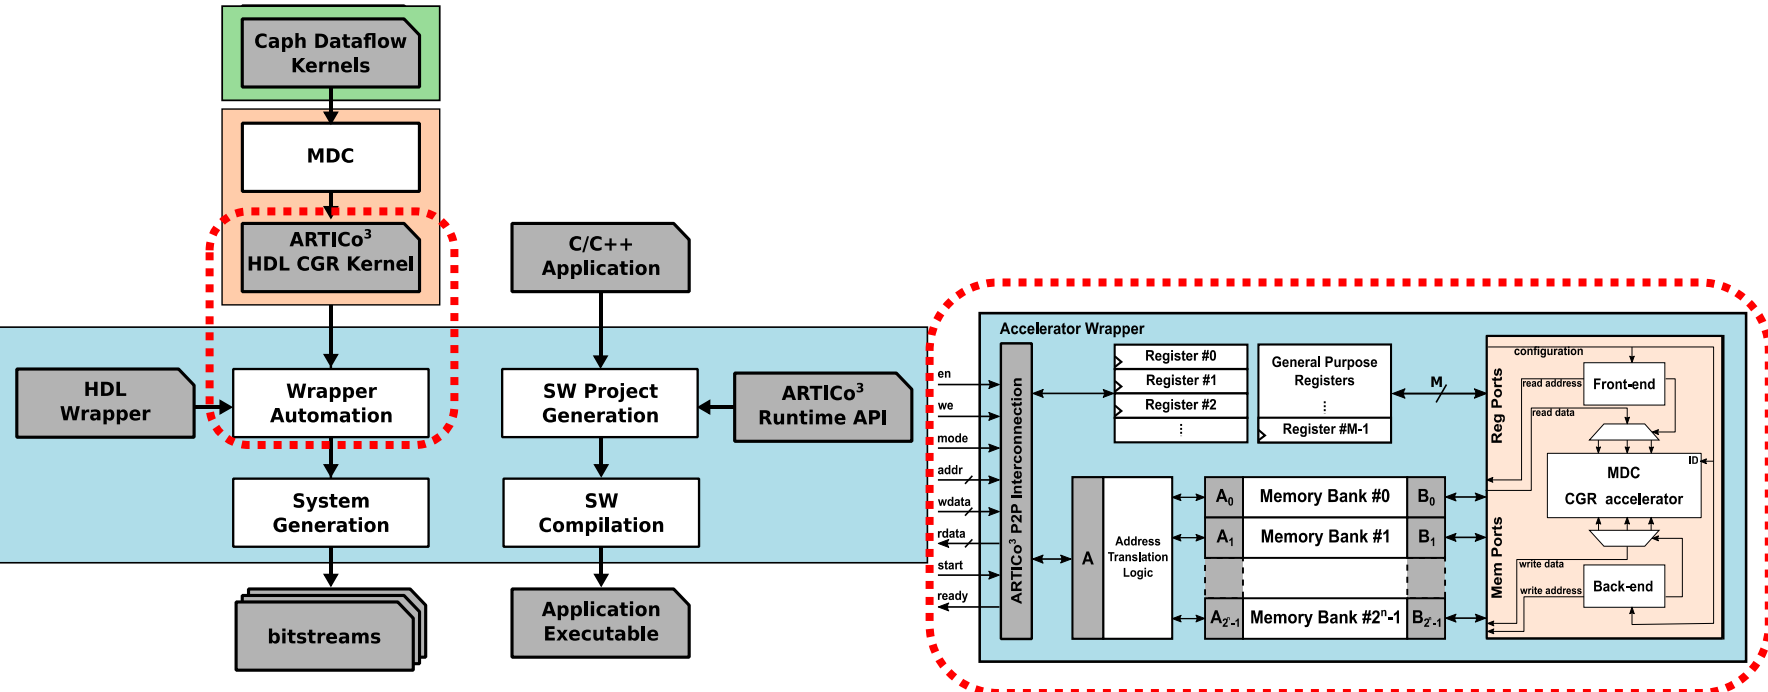 Caph Dataflow
Kernels
MDC
ARTICo³
HDL CGR Kernel
C/C++
Application
HDL
Wrapper
Wrapper
Automation
SW Project
Generation
ARTICo³
Runtime API
System
Generation
SW
Compilation
bitstreams
Application
Executable
Accelerator Wrapper
en
we
mode
addr
wdata
rdata
start
ready
ARTICo³ P2P Interconnection
Register #0
Register #1
Register #2
⋮
General Purpose
Registers
⋮
Register #M-1
M
A
Address
Translation
Logic
A0 Memory Bank #0 B0
A1 Memory Bank #1 B1
A2ⁿ-1 Memory Bank #2ⁿ-1 B2ⁿ-1
Reg Ports
Mem Ports
configuration
read address
Front-end
read data
ID
MDC
CGR accelerator
write data
write address
Back-end